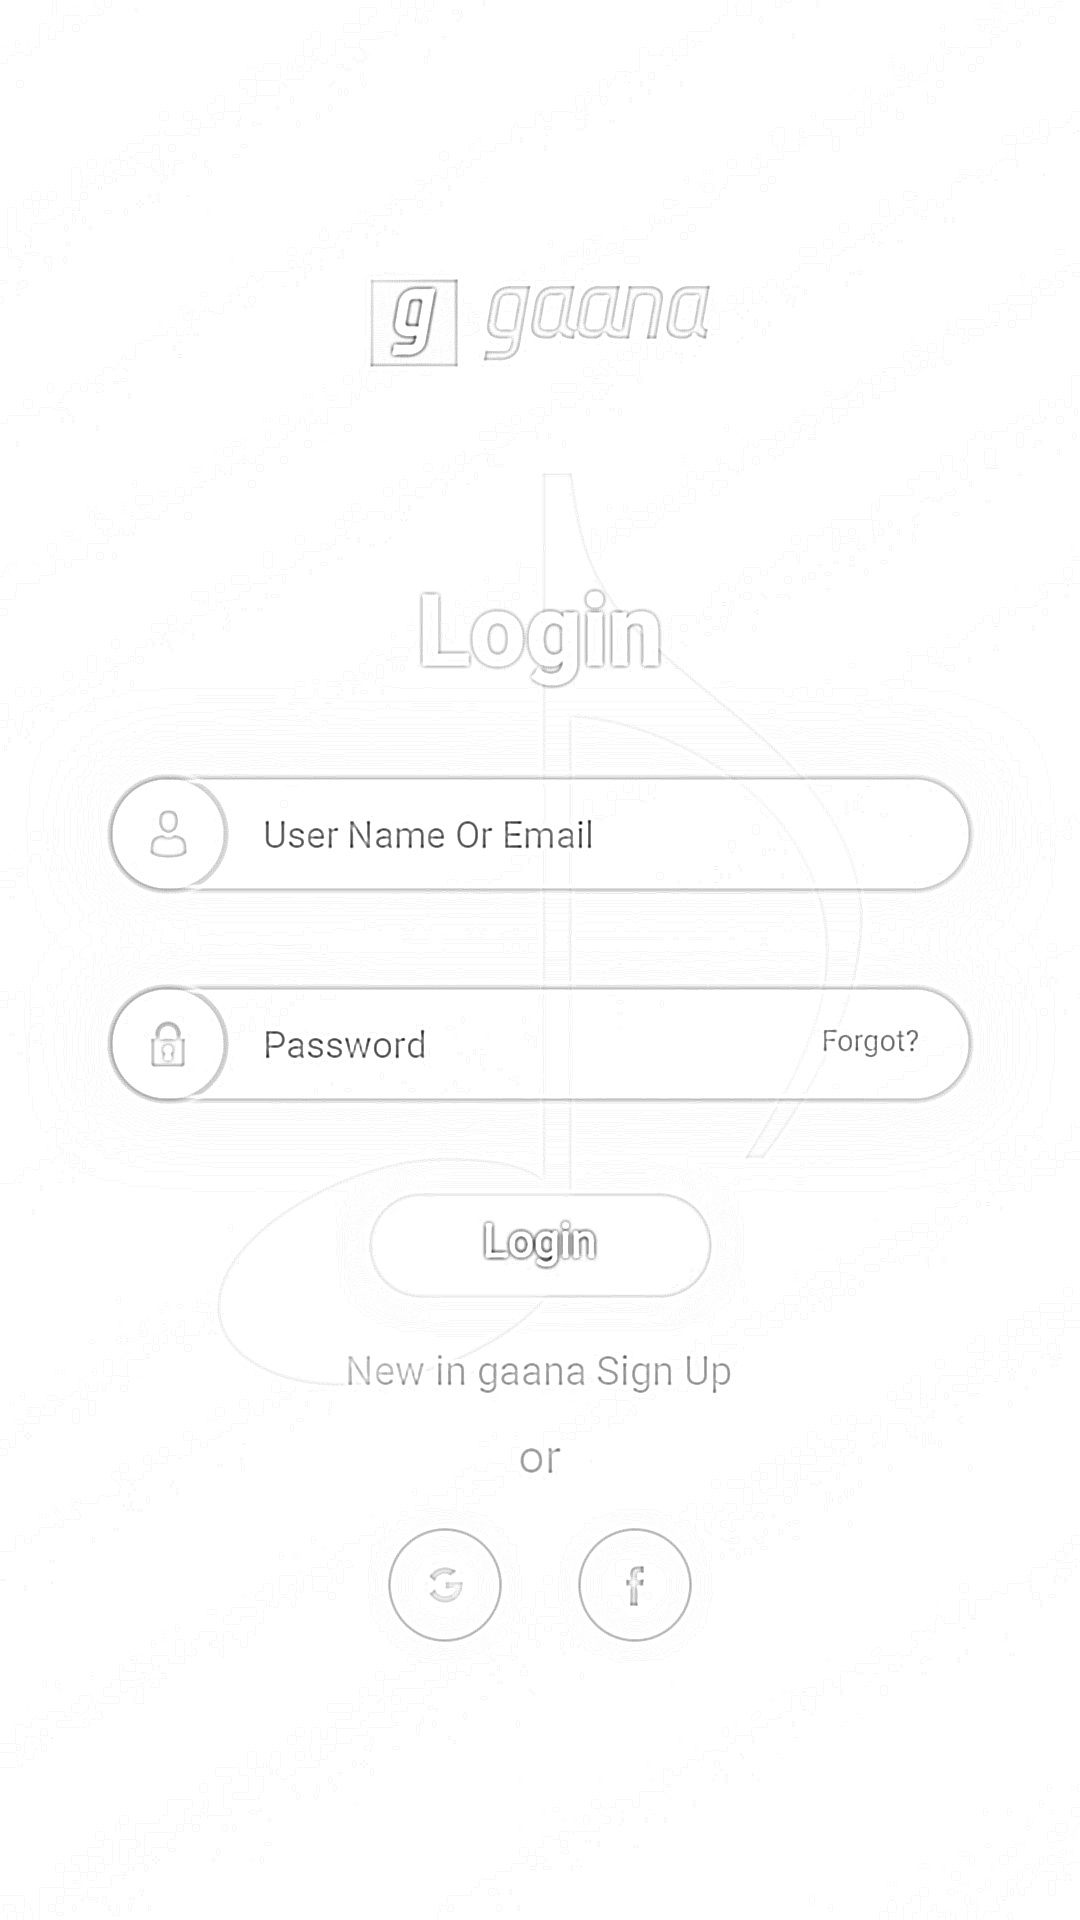 g gaana
Login
User Name Or Email
Password Forgot?
Login
New in gaana Sign Up
or
G f